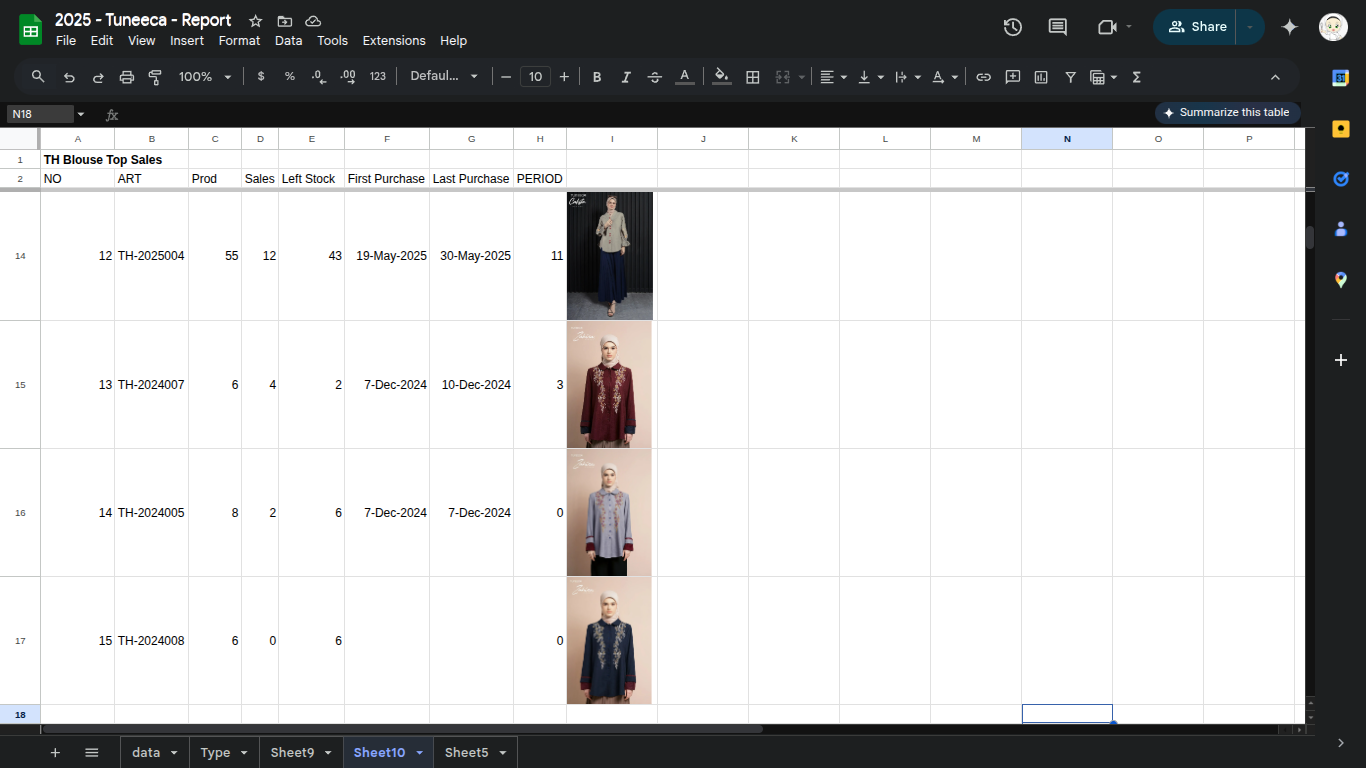 2025 - Tuneeca - Report
File Edit View Insert Format Data Tools Extensions Help
Share
100% $ % .0 .00 123 Defaul... 10 B I A
N18
Summarize this table
A B C D E F G H I J K L M N O P
1 TH Blouse Top Sales
2 NO ART Prod Sales Left Stock First Purchase Last Purchase PERIOD
14 12 TH-2025004 55 12 43 19-May-2025 30-May-2025 11
15 13 TH-2024007 6 4 2 7-Dec-2024 10-Dec-2024 3
16 14 TH-2024005 8 2 6 7-Dec-2024 7-Dec-2024 0
17 15 TH-2024008 6 0 6 0
18
data Type Sheet9 Sheet10 Sheet5